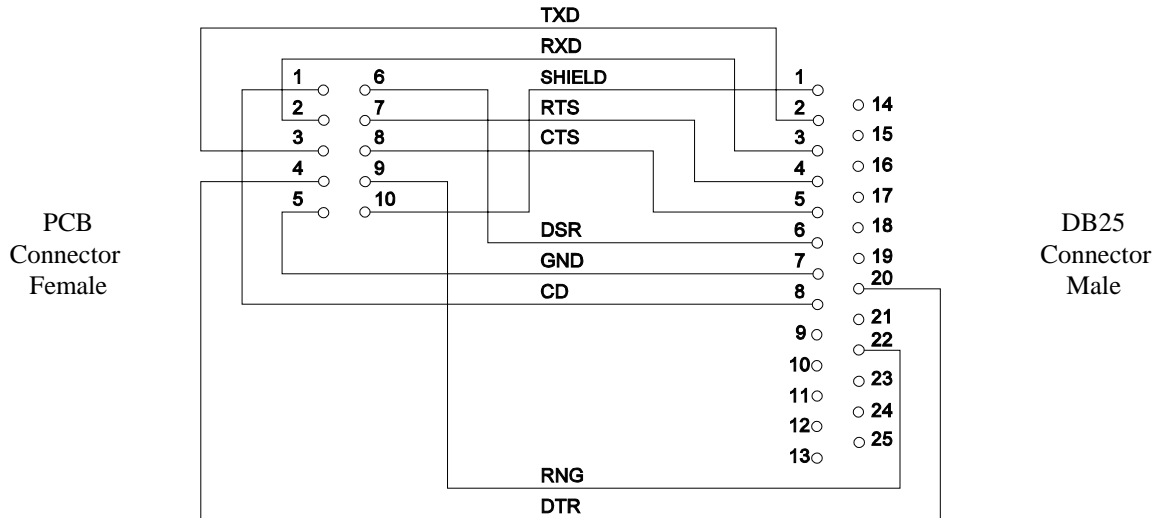 TXD
RXD
SHIELD
RTS
CTS
DSR
GND
CD
RNG
DTR
1
2
3
4
5
6
7
8
9
10
1
2
3
4
5
6
7
8
9
10
11
12
13
14
15
16
17
18
19
20
21
22
23
24
25
PCB
Connector
Female
DB25
Connector
Male